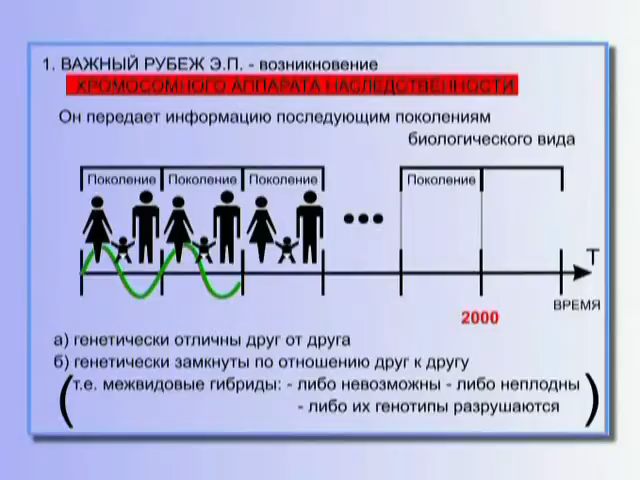 1. ВАЖНЫЙ РУБЕЖ Э.П. - возникновение
ХРОМОСОМНОГО АППАРАТА НАСЛЕДСТВЕННОСТИ
Он передает информацию последующим поколениям
биологического вида
Поколение Поколение Поколение Поколение
Т
ВРЕМЯ
2000
а) генетически отличны друг от друга
б) генетически замкнуты по отношению друг к другу
(т.е. межвидовые гибриды: - либо невозможны - либо неплодны
- либо их генотипы разрушаются)